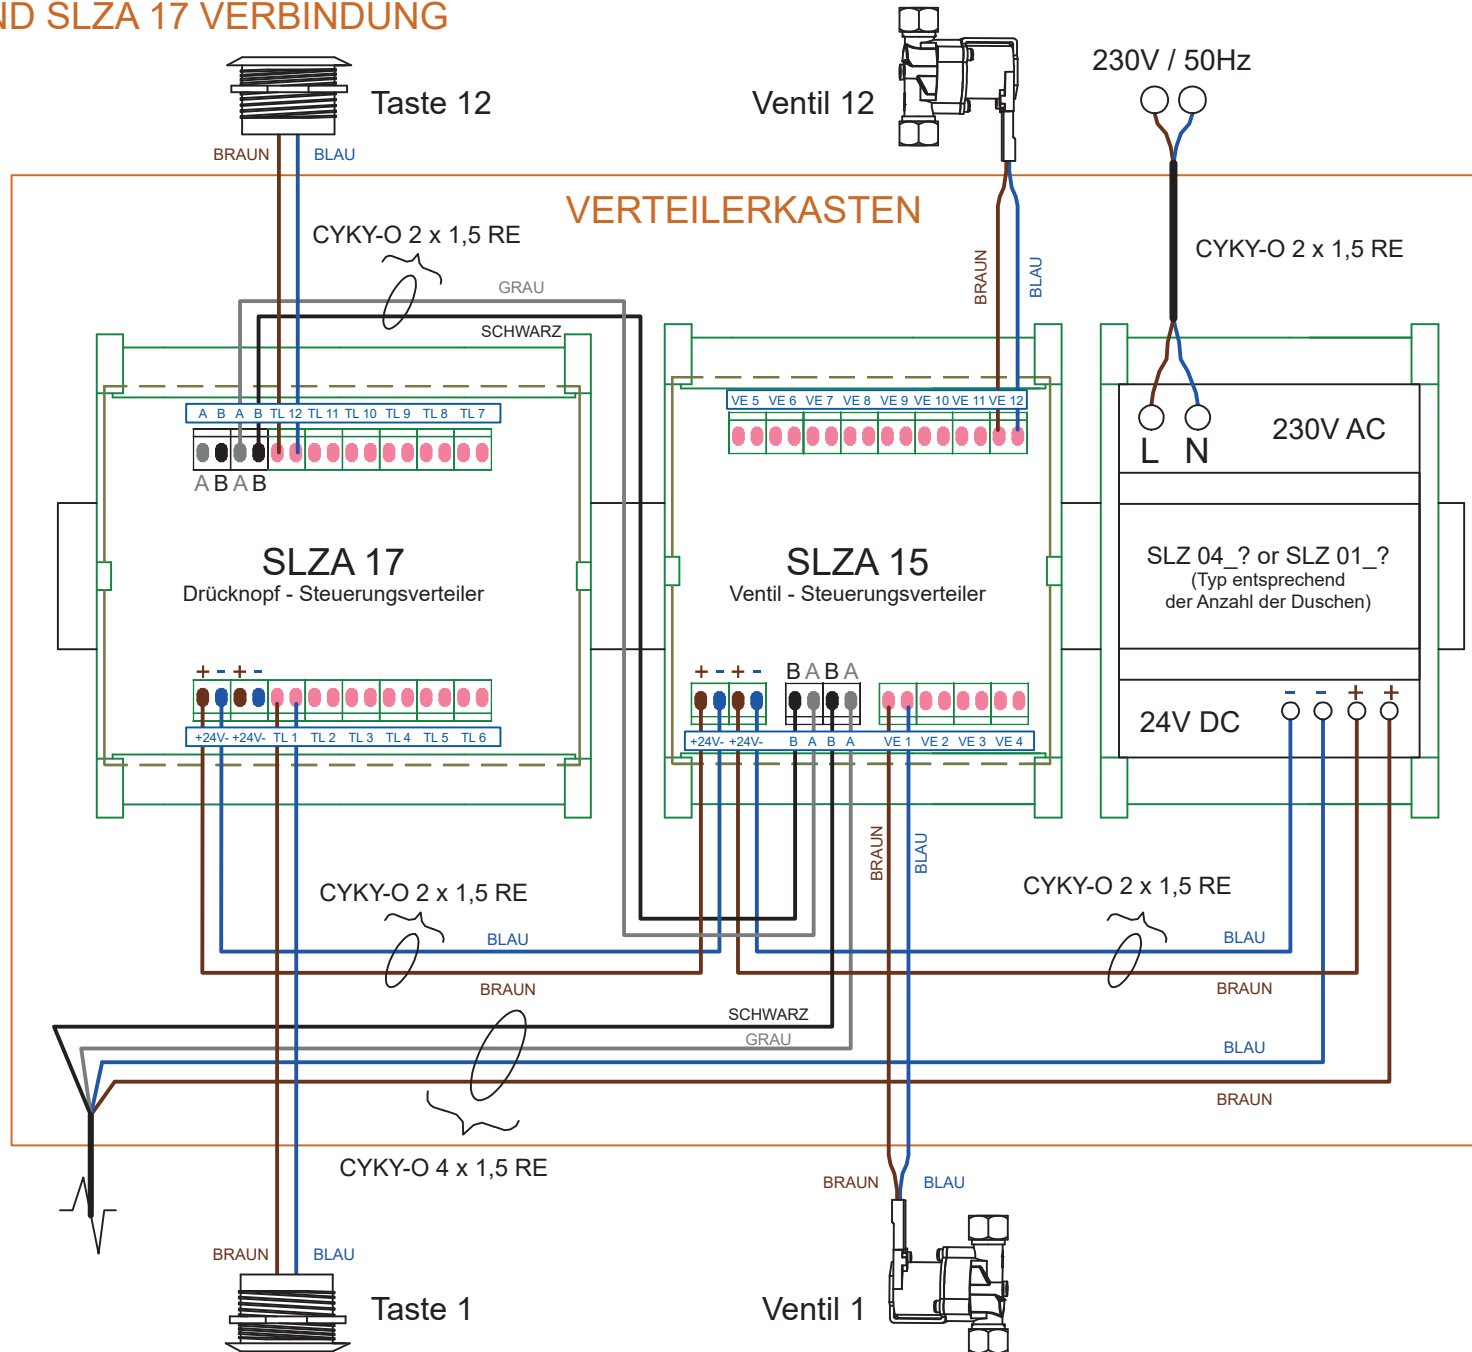 ND SLZA 17 VERBINDUNG
Taste 12
Ventil 12
230V / 50Hz
BRAUN
BLAU
VERTEILERKASTEN
CYKY-O 2 x 1,5 RE
CYKY-O 2 x 1,5 RE
BRAUN
BLAU
GRAU
SCHWARZ
A B A B TL 12 TL 11 TL 10 TL 9 TL 8 TL 7
VE 5 VE 6 VE 7 VE 8 VE 9 VE 10 VE 11 VE 12
230V AC
L N
A B A B
SLZA 17
Drücknopf - Steuerungsverteiler
SLZA 15
Ventil - Steuerungsverteiler
SLZ 04_? or SLZ 01_?
(Typ entsprechend
der Anzahl der Duschen)
+ - + -
+ - + -
B A B A
- - + +
24V DC
+24V- +24V- TL 1 TL 2 TL 3 TL 4 TL 5 TL 6
+24V- +24V- B A B A VE 1 VE 2 VE 3 VE 4
BRAUN
BLAU
CYKY-O 2 x 1,5 RE
CYKY-O 2 x 1,5 RE
BLAU
BLAU
BRAUN
BRAUN
SCHWARZ
GRAU
BLAU
BRAUN
CYKY-O 4 x 1,5 RE
BRAUN
BLAU
BRAUN
BLAU
Taste 1
Ventil 1